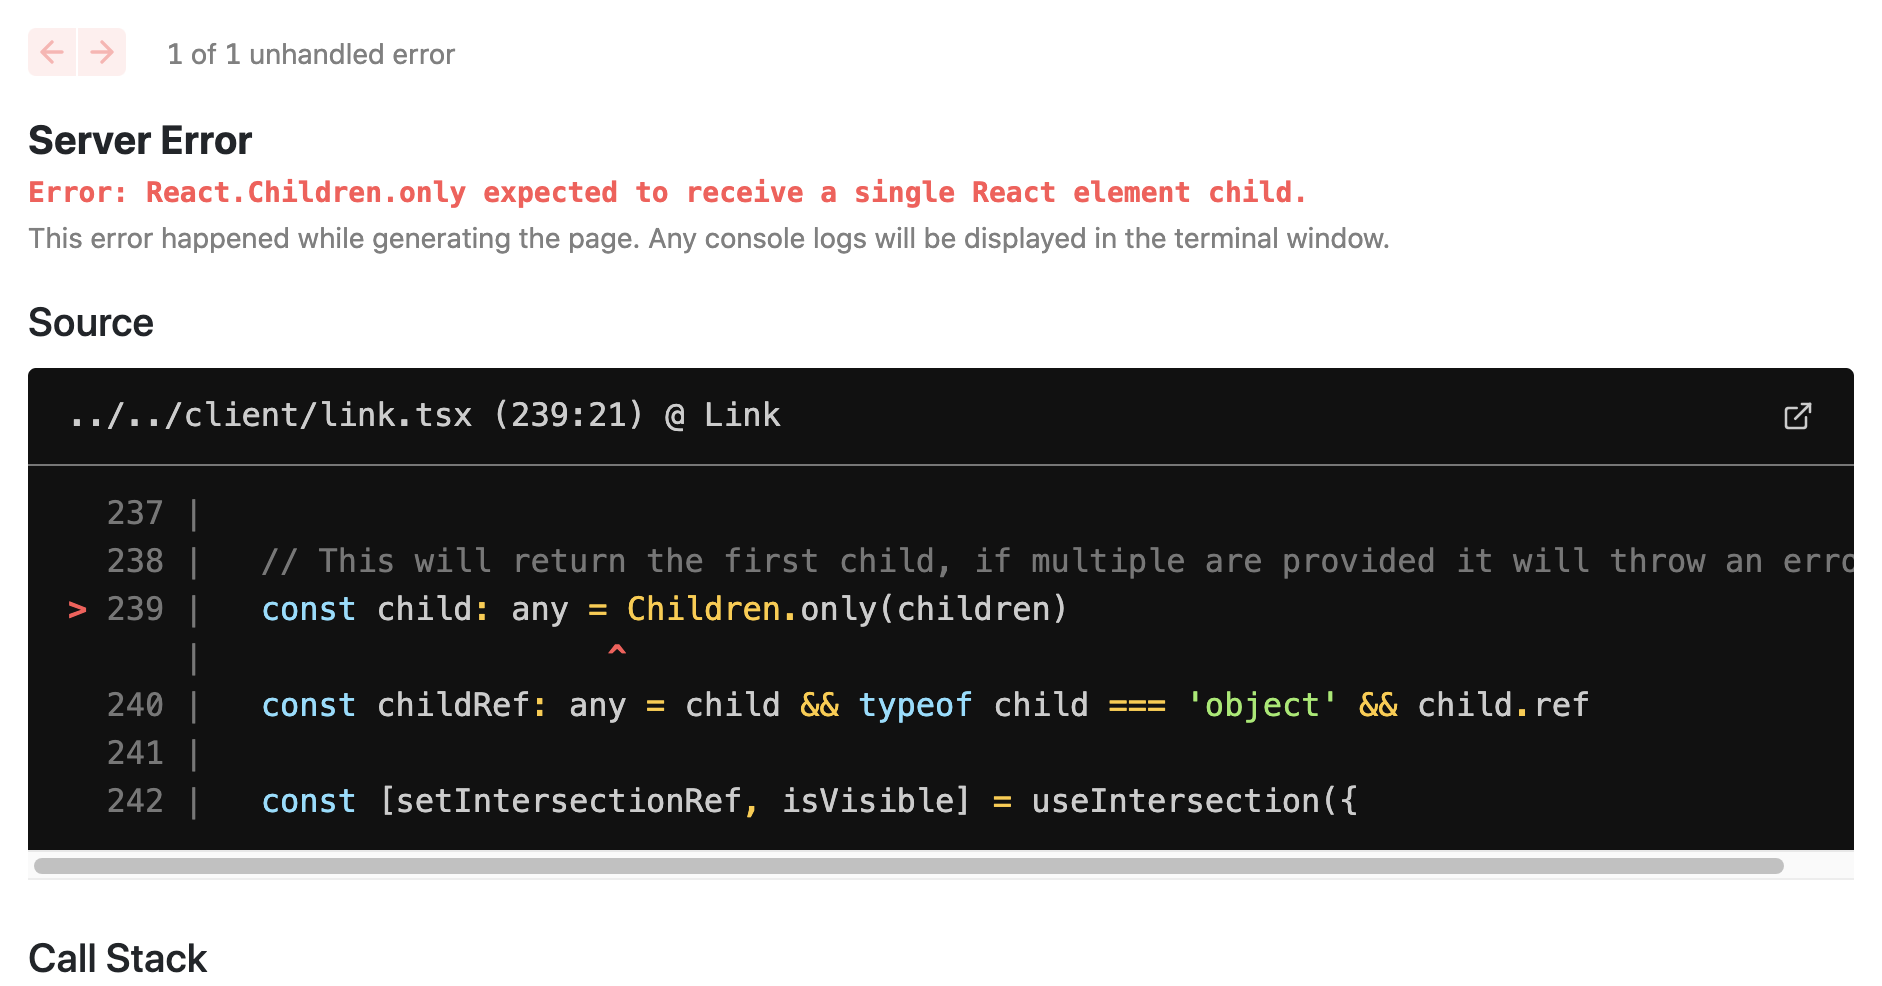 1 of 1 unhandled error
Server Error
Error: React.Children.only expected to receive a single React element child.
This error happened while generating the page. Any console logs will be displayed in the terminal window.
Source
../../client/link.tsx (239:21) @ Link
237 |
238 |   // This will return the first child, if multiple are provided it will throw an erro
> 239 |   const child: any = Children.only(children)
|                     ^
240 |   const childRef: any = child && typeof child === 'object' && child.ref
241 |
242 |   const [setIntersectionRef, isVisible] = useIntersection({
Call Stack